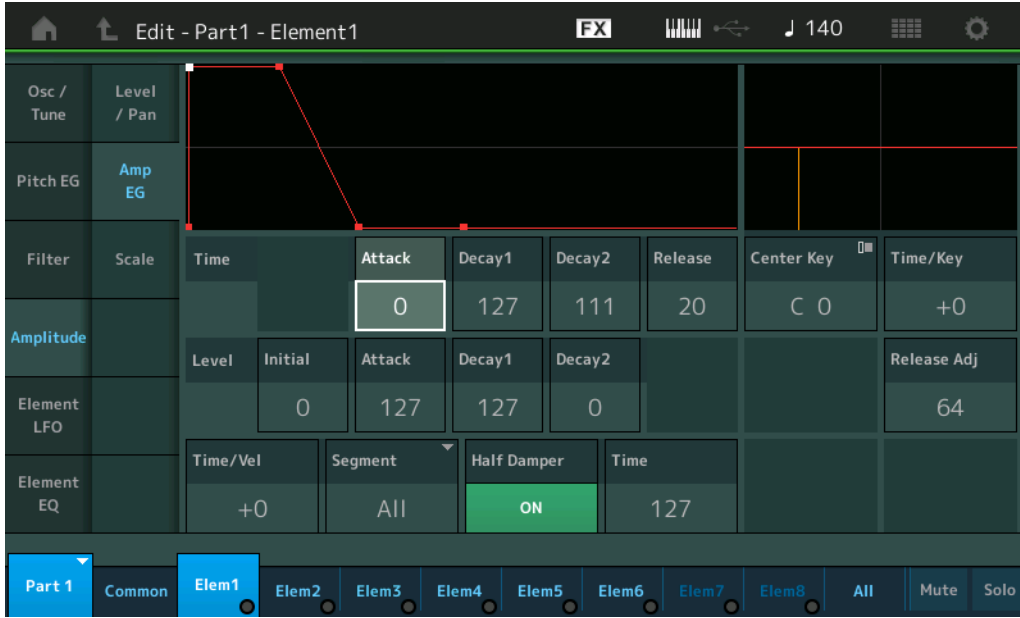 Edit - Part1 - Element1
FX
140
Osc /
Tune
Level
/ Pan
Pitch EG
Amp
EG
Filter
Scale
Time
Attack
Decay1
Decay2
Release
Center Key
Time/Key
0
127
111
20
C 0
+0
Amplitude
Level
Initial
Attack
Decay1
Decay2
Release Adj
0
127
127
0
64
Element
LFO
Time/Vel
Segment
Half Damper
Time
Element
EQ
+0
All
ON
127
Part 1
Common
Elem1
Elem2
Elem3
Elem4
Elem5
Elem6
Elem7
Elem8
All
Mute
Solo